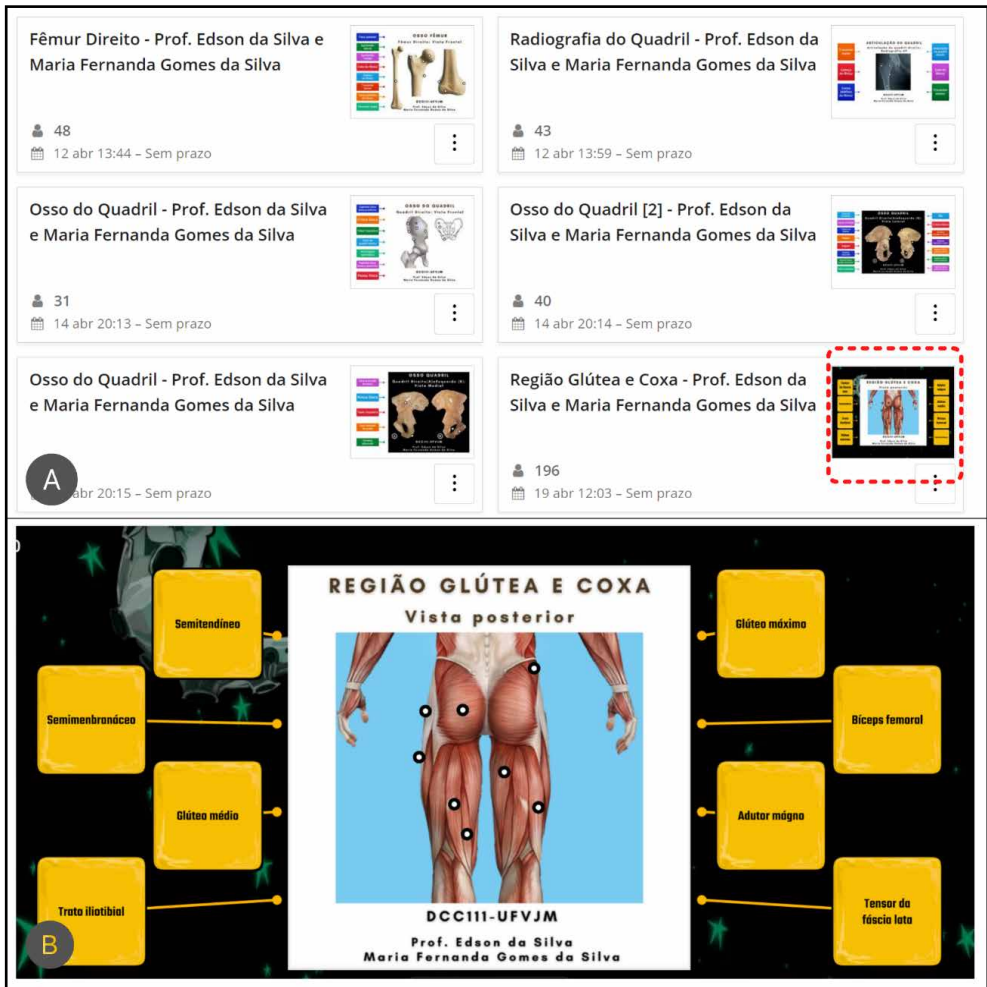 Fêmur Direito - Prof. Edson da Silva e
Maria Fernanda Gomes da Silva
48
12 abr 13:44 – Sem prazo
Radiografia do Quadril - Prof. Edson da
Silva e Maria Fernanda Gomes da Silva
43
12 abr 13:59 – Sem prazo
Osso do Quadril - Prof. Edson da Silva
e Maria Fernanda Gomes da Silva
31
14 abr 20:13 – Sem prazo
Osso do Quadril [2] - Prof. Edson da
Silva e Maria Fernanda Gomes da Silva
40
14 abr 20:14 – Sem prazo
Osso do Quadril - Prof. Edson da Silva
e Maria Fernanda Gomes da Silva
A
abr 20:15 – Sem prazo
Região Glútea e Coxa - Prof. Edson da
Silva e Maria Fernanda Gomes da Silva
196
19 abr 12:03 – Sem prazo
REGIÃO GLÚTEA E COXA
Vista posterior
Semitendíneo
Semimenbranáceo
Glúteo médio
Trato iliotibial
Glúteo máximo
Bíceps femoral
Adutor mágno
Tensor da
fáscia lata
DCC111-UFVJM
Prof. Edson da Silva
Maria Fernanda Gomes da Silva
B